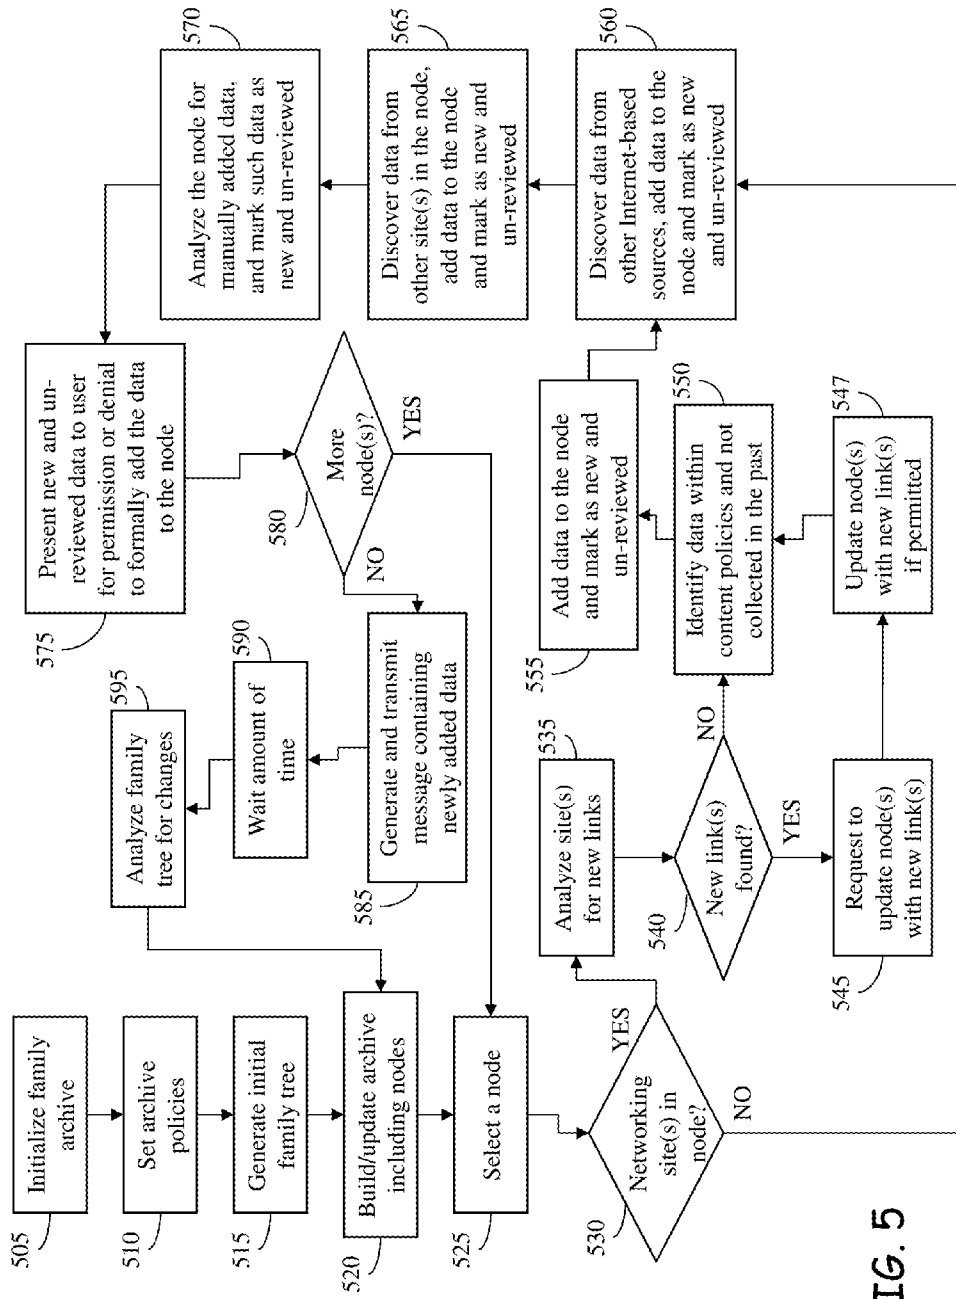 505
Initialize family
archive
510
Set archive
policies
515
Generate initial
family tree
520
Build/update archive
including nodes
525
Select a node
530
Networking
site(s) in
node?
YES
NO
535
Analyze site(s)
for new links
540
New link(s)
found?
NO
YES
545
Request to
update node(s)
with new link(s)
547
Update node(s)
with new link(s)
if permitted
550
Identify data within
content policies and not
collected in the past
555
Add data to the node
and mark as new and
un-reviewed
560
Discover data from
other Internet-based
sources, add data to the
node and mark as new
and un-reviewed
565
Discover data from
other site(s) in the node,
add data to the node
and mark as new and
un-reviewed
570
Analyze the node for
manually added data,
and mark such data as
new and un-reviewed
575
Present new and un-
reviewed data to user
for permission or denial
to formally add the data
to the node
580
More
node(s)?
YES
NO
585
Generate and transmit
message containing
newly added data
590
Wait amount of
time
595
Analyze family
tree for changes
IG. 5